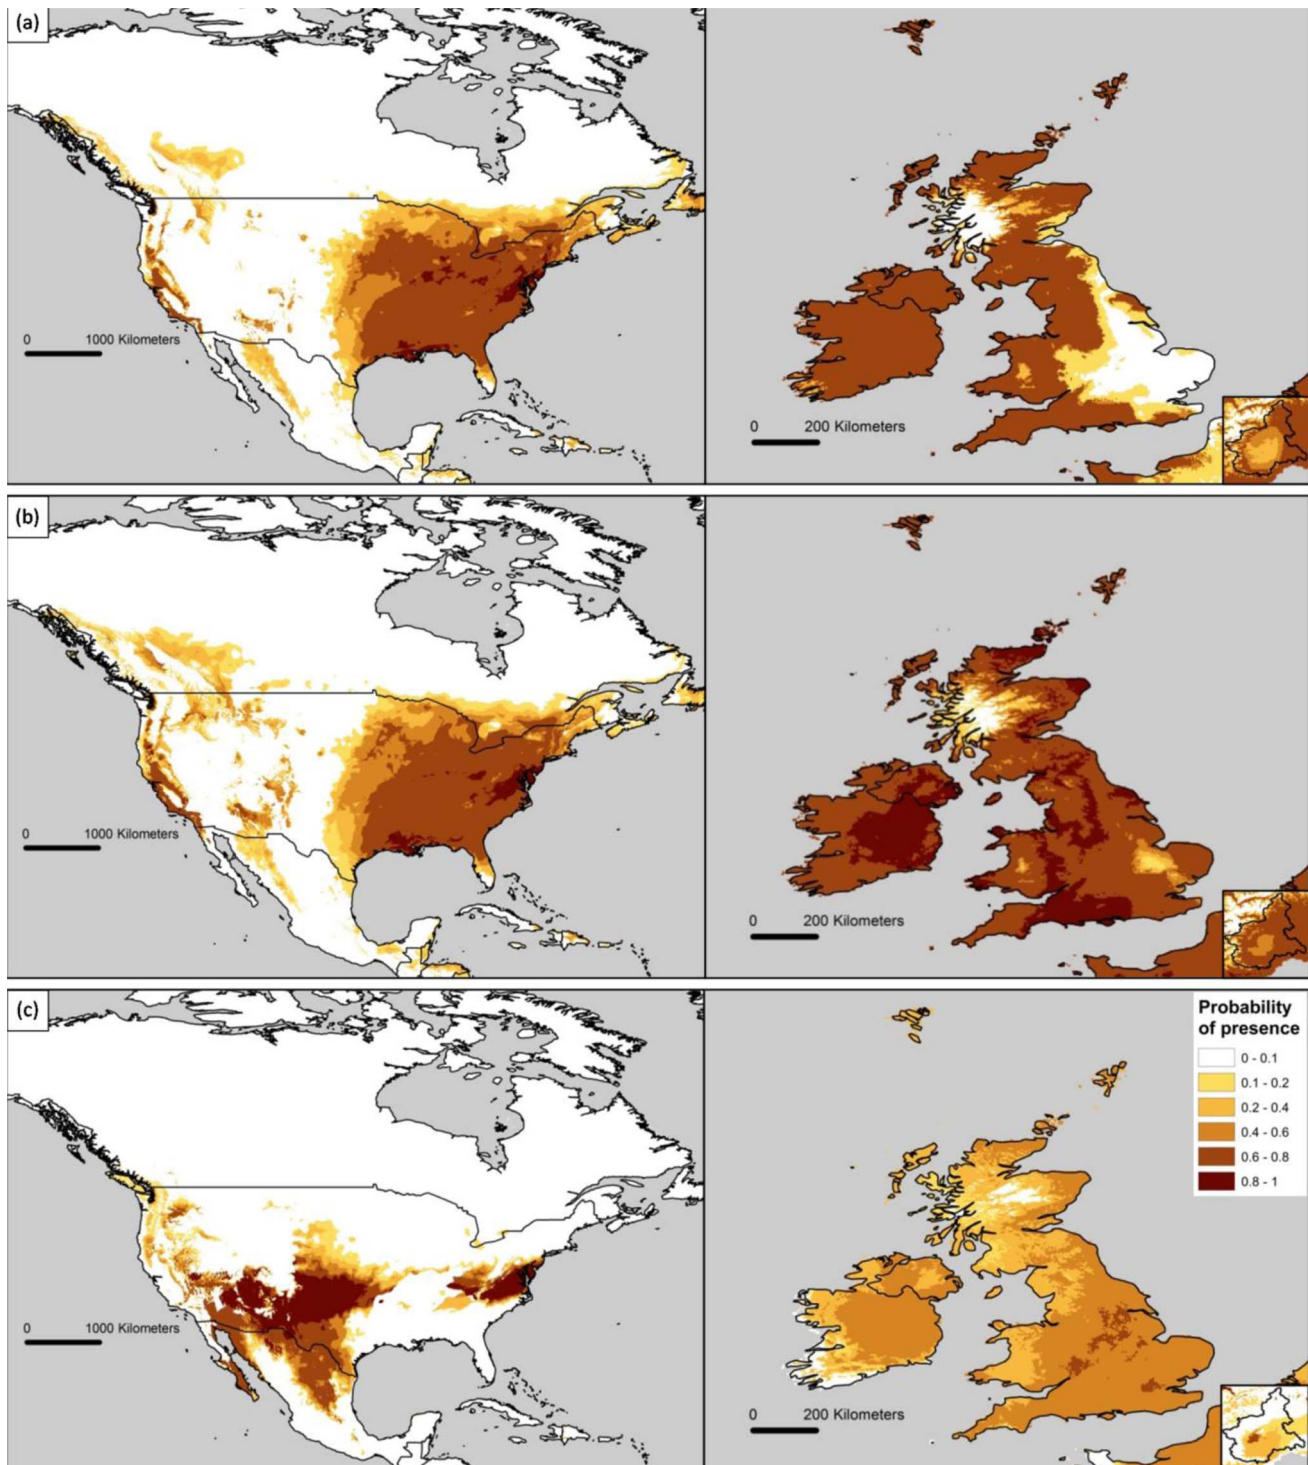 (a)
0 1000 Kilometers
0 200 Kilometers
(b)
0 1000 Kilometers
0 200 Kilometers
(c)
Probability
of presence
0 - 0.1
0.1 - 0.2
0.2 - 0.4
0.4 - 0.6
0.6 - 0.8
0.8 - 1
0 1000 Kilometers
0 200 Kilometers